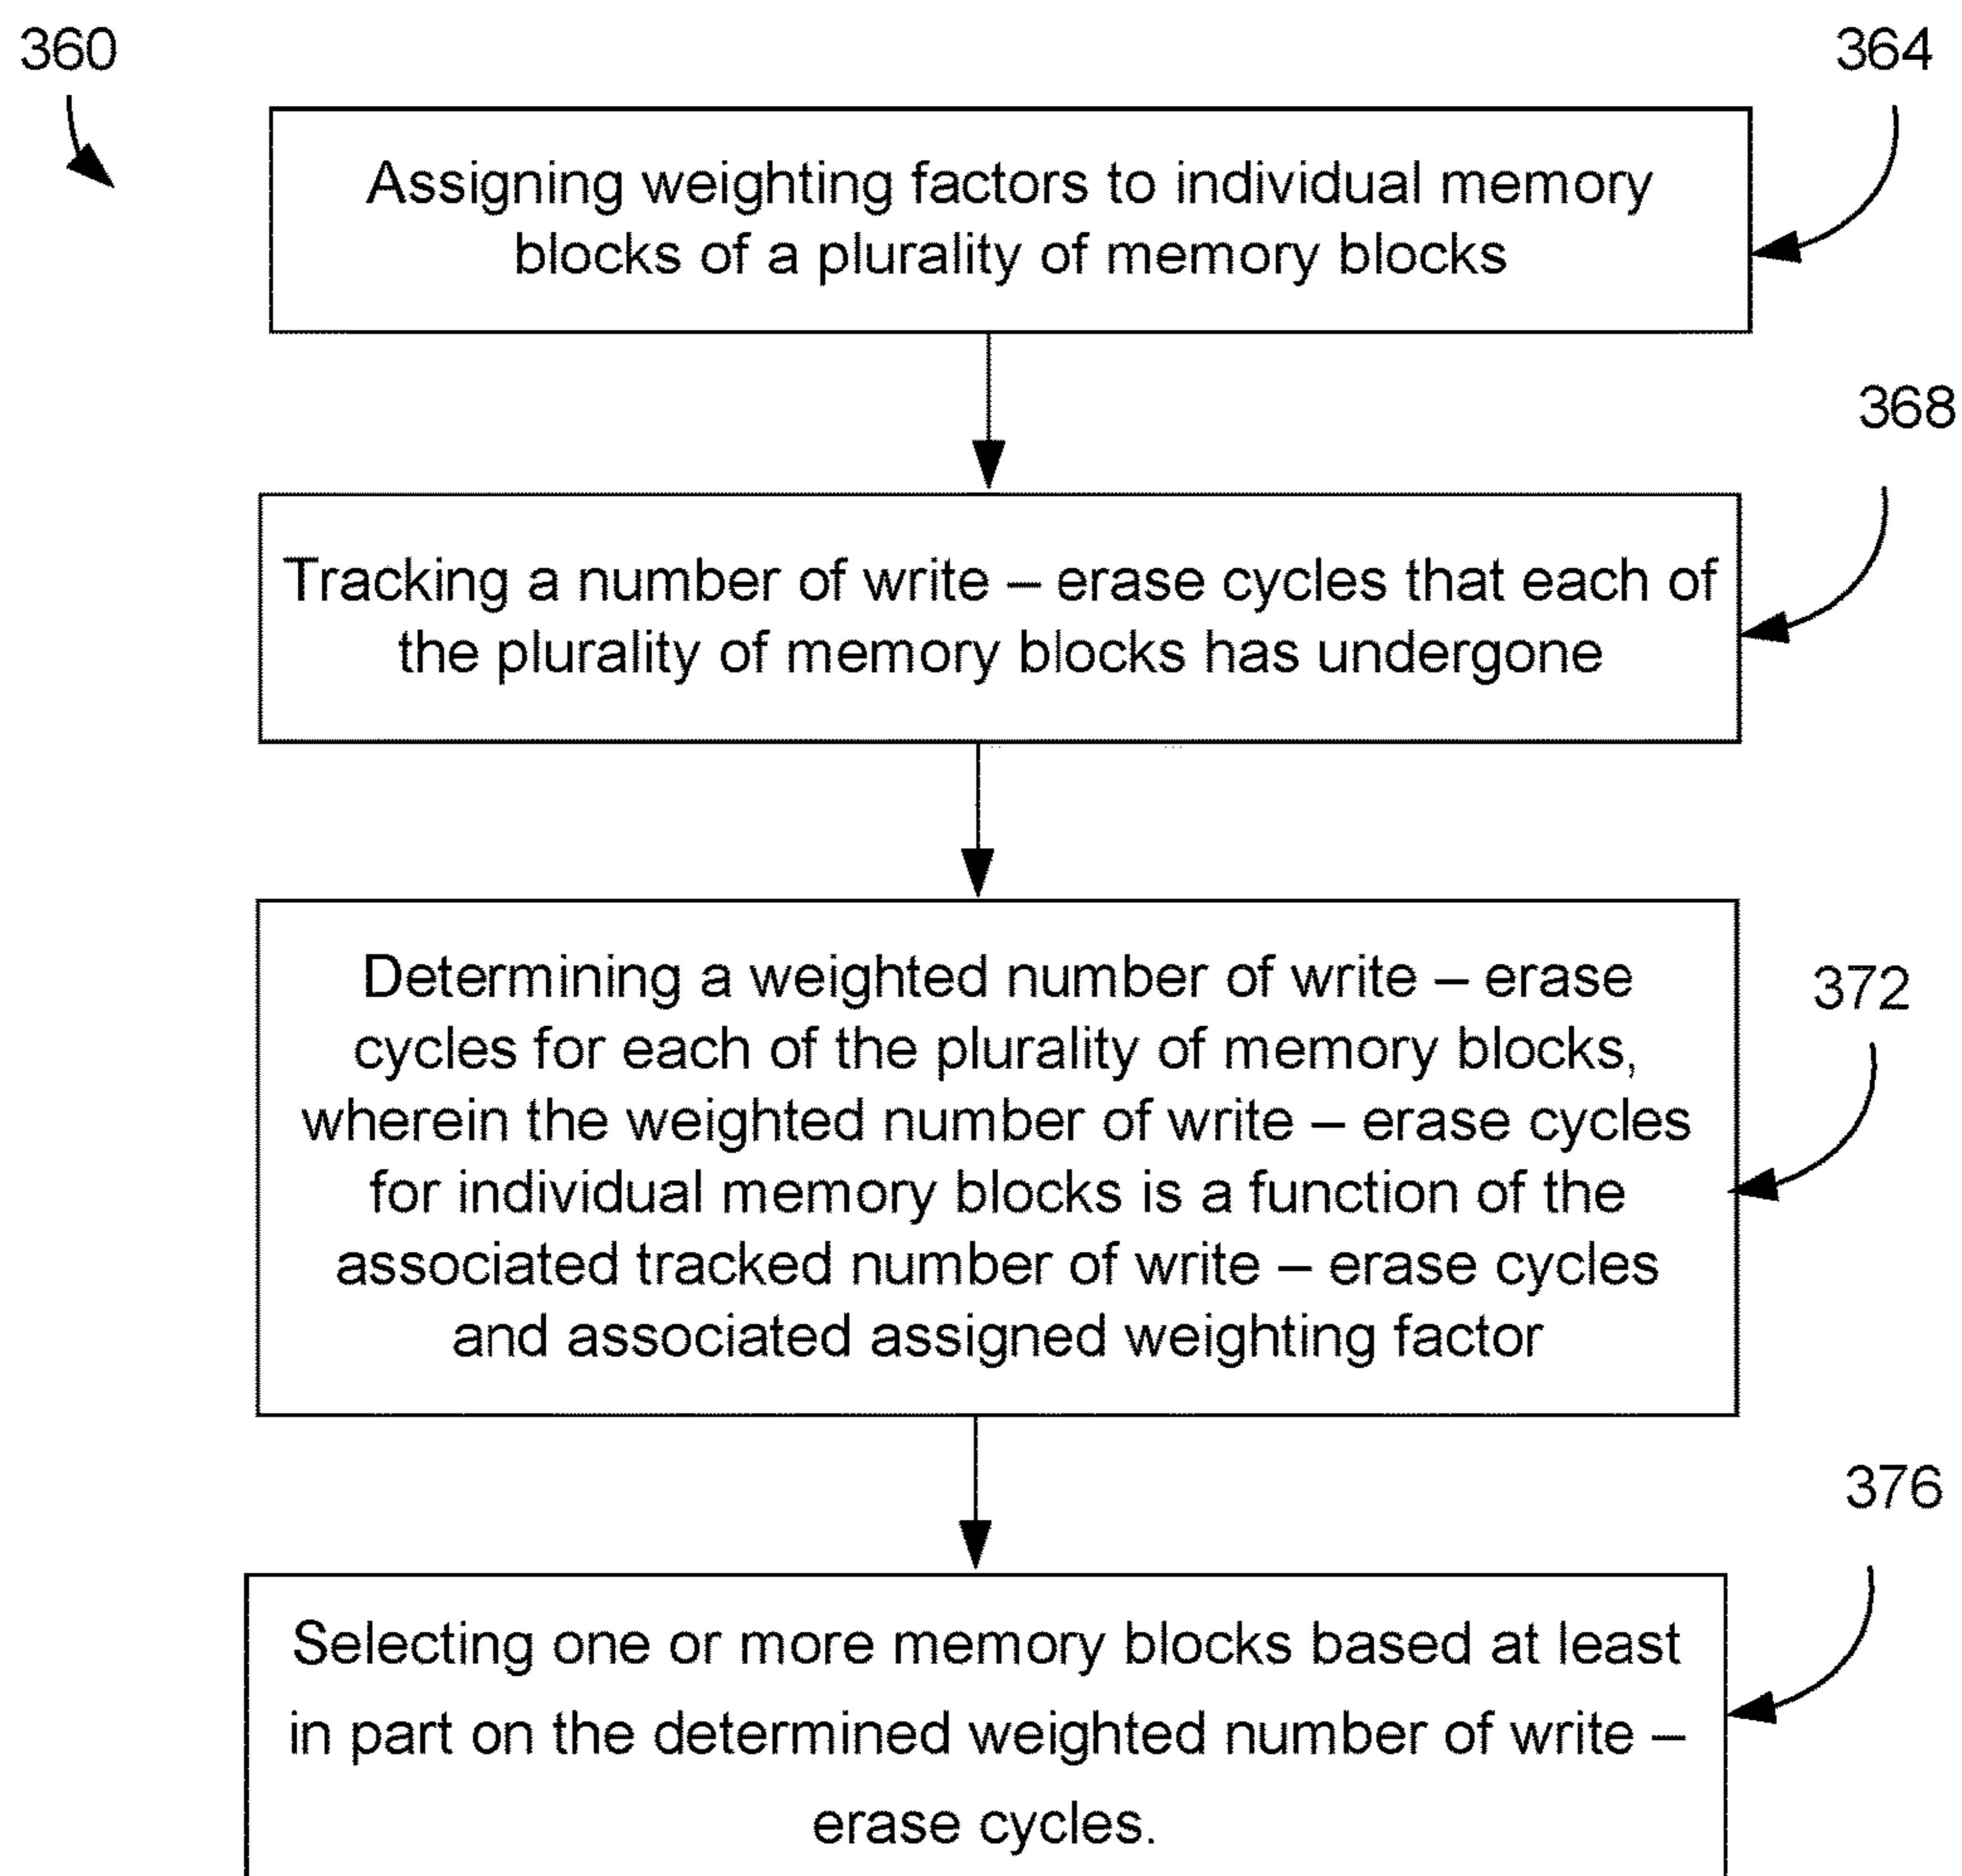 360
364
Assigning weighting factors to individual memory
blocks of a plurality of memory blocks
368
Tracking a number of write – erase cycles that each of
the plurality of memory blocks has undergone
372
Determining a weighted number of write – erase
cycles for each of the plurality of memory blocks,
wherein the weighted number of write – erase cycles
for individual memory blocks is a function of the
associated tracked number of write – erase cycles
and associated assigned weighting factor
376
Selecting one or more memory blocks based at least
in part on the determined weighted number of write –
erase cycles.